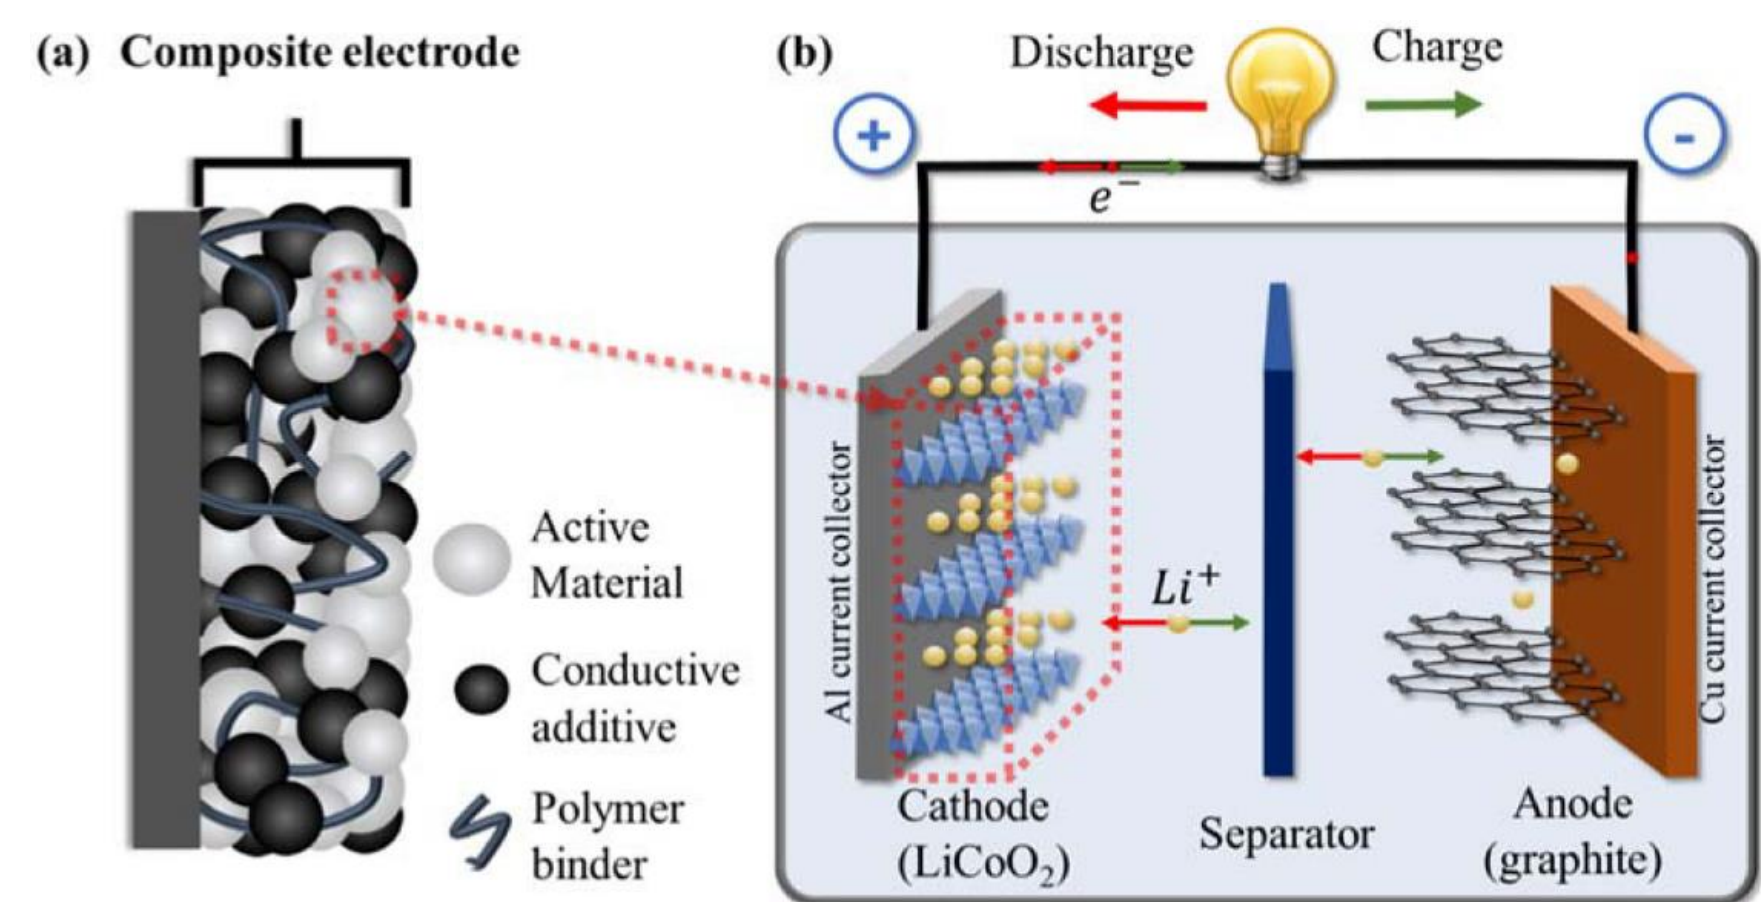 (a) Composite electrode
Active
Material
Conductive
additive
Polymer
binder
(b)
Discharge
Charge
+
-
e⁻
Al current collector
Li⁺
Cu current collector
Cathode
(LiCoO₂)
Separator
Anode
(graphite)